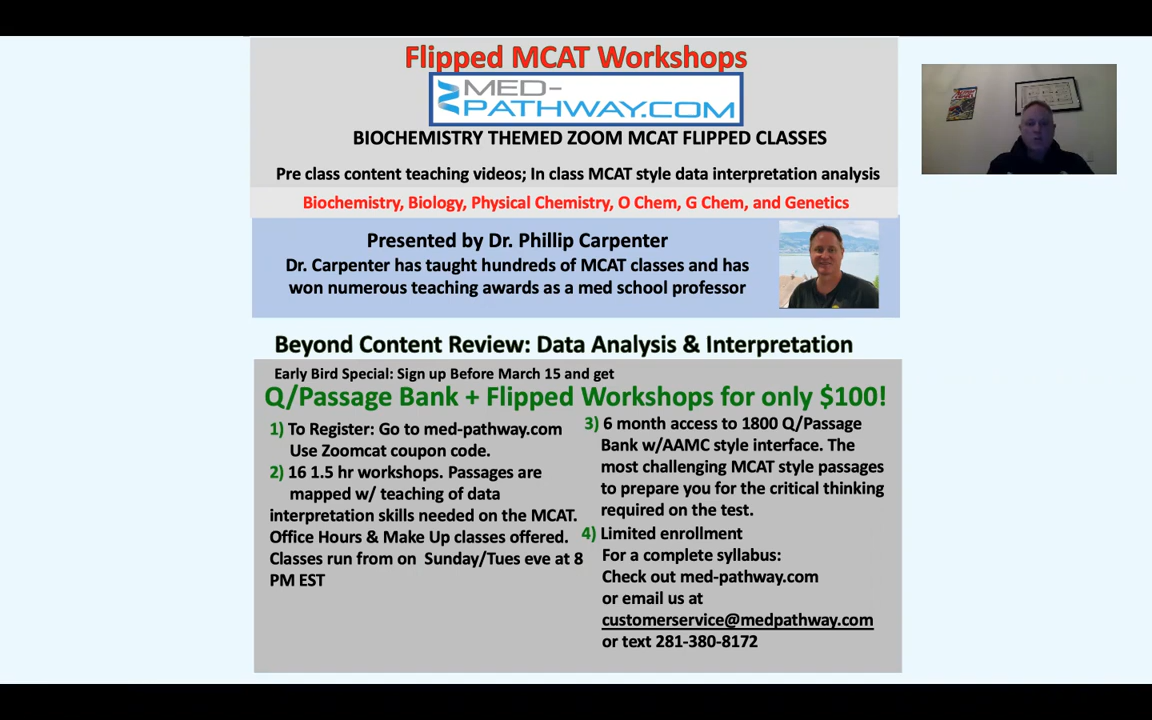 Flipped MCAT Workshops
MED-
PATHWAY.COM
BIOCHEMISTRY THEMED ZOOM MCAT FLIPPED CLASSES
Pre class content teaching videos; In class MCAT style data interpretation analysis
Biochemistry, Biology, Physical Chemistry, O Chem, G Chem, and Genetics
Presented by Dr. Phillip Carpenter
Dr. Carpenter has taught hundreds of MCAT classes and has
won numerous teaching awards as a med school professor
Beyond Content Review: Data Analysis & Interpretation
Early Bird Special: Sign up Before March 15 and get
Q/Passage Bank + Flipped Workshops for only $100!
1) To Register: Go to med-pathway.com
Use Zoomcat coupon code.
2) 16 1.5 hr workshops. Passages are
mapped w/ teaching of data
interpretation skills needed on the MCAT.
Office Hours & Make Up classes offered.
Classes run from on Sunday/Tues eve at 8
PM EST
3) 6 month access to 1800 Q/Passage
Bank w/AAMC style interface. The
most challenging MCAT style passages
to prepare you for the critical thinking
required on the test.
4) Limited enrollment
For a complete syllabus:
Check out med-pathway.com
or email us at
customerservice@medpathway.com
or text 281-380-8172